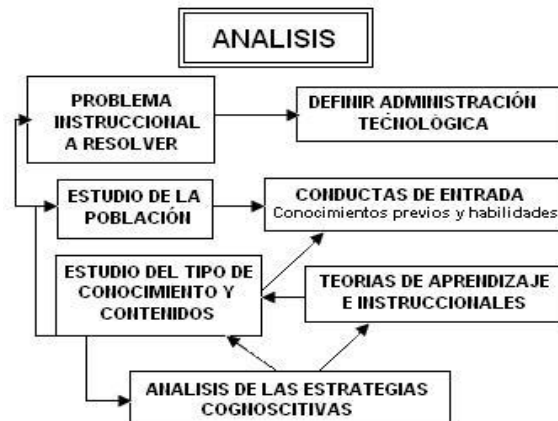 ANALISIS
PROBLEMA
INSTRUCCIONAL
A RESOLVER
DEFINIR ADMINISTRACIÓN
TECNOLÓGICA
ESTUDIO DE LA
POBLACIÓN
CONDUCTAS DE ENTRADA
Conocimientos previos y habilidades
ESTUDIO DEL TIPO DE
CONOCIMIENTO Y
CONTENIDOS
TEORIAS DE APRENDIZAJE
E INSTRUCCIONALES
ANALISIS DE LAS ESTRATEGIAS
COGNOSCITIVAS